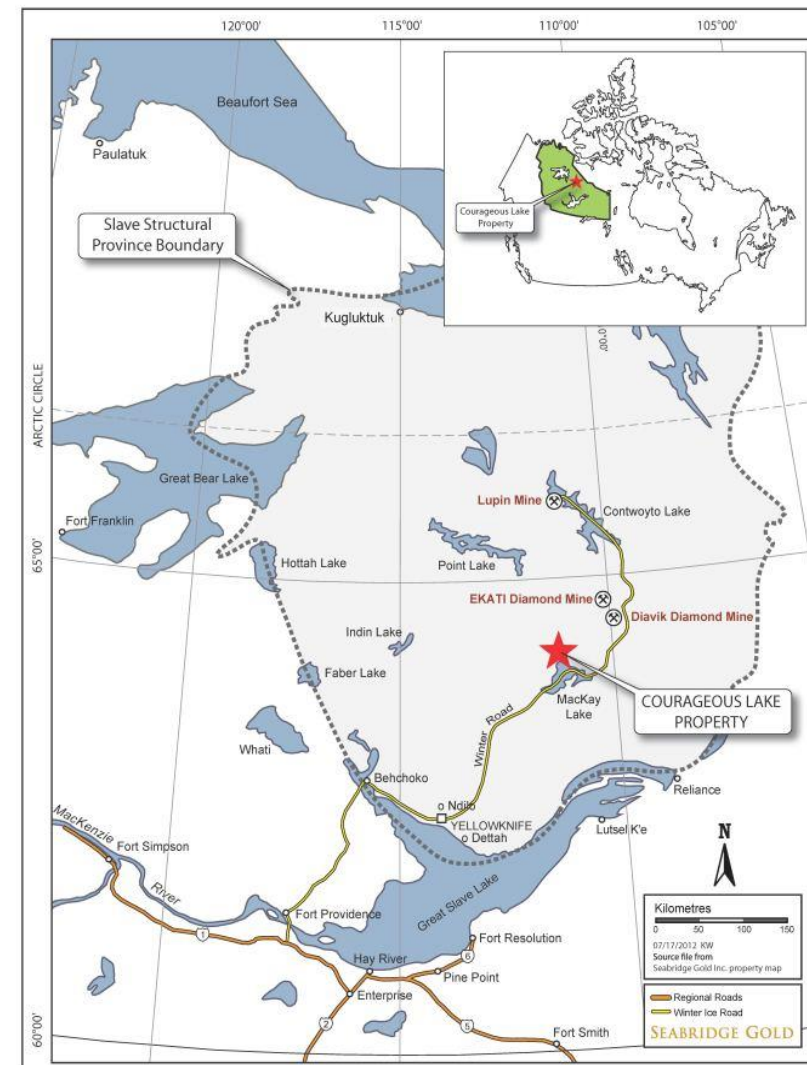 120°00'
115°00'
110°00'
105°00'
Beaufort Sea
Paulatuk
Courageous Lake
Property
Slave Structural
Province Boundary
Kugluktuk
ARCTIC CIRCLE
Great Bear Lake
Lupin Mine
Contwoyto Lake
Fort Franklin
65°00'
Hottah Lake
Point Lake
EKATI Diamond Mine
Diavik Diamond Mine
Indin Lake
Faber Lake
MacKay
Lake
COURAGEOUS LAKE
PROPERTY
Whati
Winter Road
Behchoko
Reliance
Ndilo
YELLOWKNIFE
Dettah
Lutsel K'e
MacKenzie
River
Fort Simpson
Great Slave Lake
N
Fort Providence
Kilometres
0 50 100 150
07/17/2012 KW
Source file from
Seabridge Gold Inc. property map
1
Fort Resolution
Hay River
6
Pine Point
Enterprise
Regional Roads
Winter Ice Road
2
5
SEABRIDGE GOLD
60°00'
Fort Smith